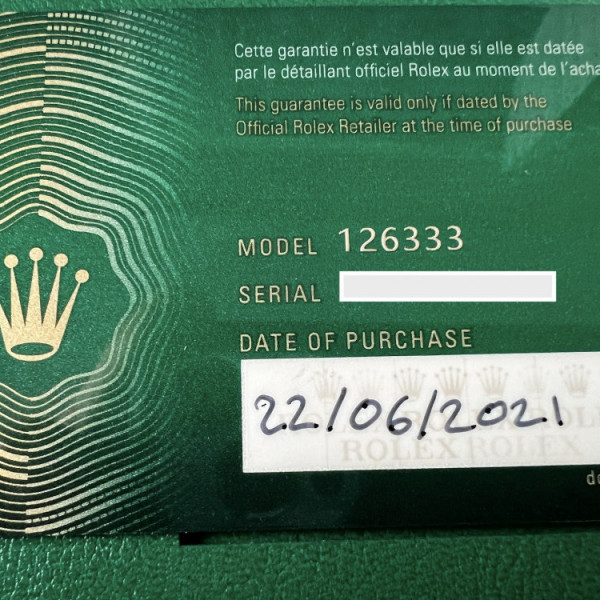 Cette garantie n'est valable que si elle est datée
par le détaillant officiel Rolex au moment de l'acha
This guarantee is valid only if dated by the
Official Rolex Retailer at the time of purchase
MODEL 126333
SERIAL
DATE OF PURCHASE
22/06/2021
ROLEX ROLEX